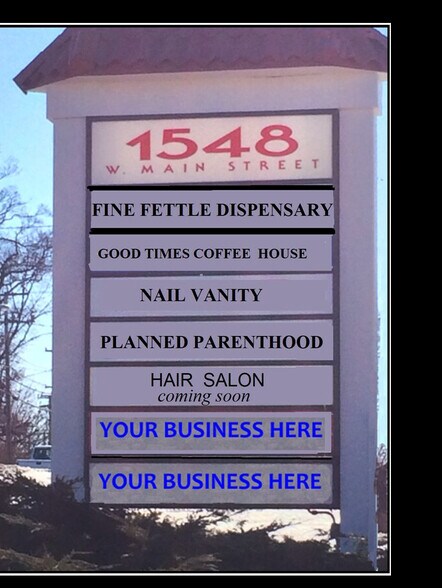 1548
W. MAIN STREET
FINE FETTLE DISPENSARY
GOOD TIMES COFFEE HOUSE
NAIL VANITY
PLANNED PARENTHOOD
HAIR SALON
coming soon
YOUR BUSINESS HERE
YOUR BUSINESS HERE